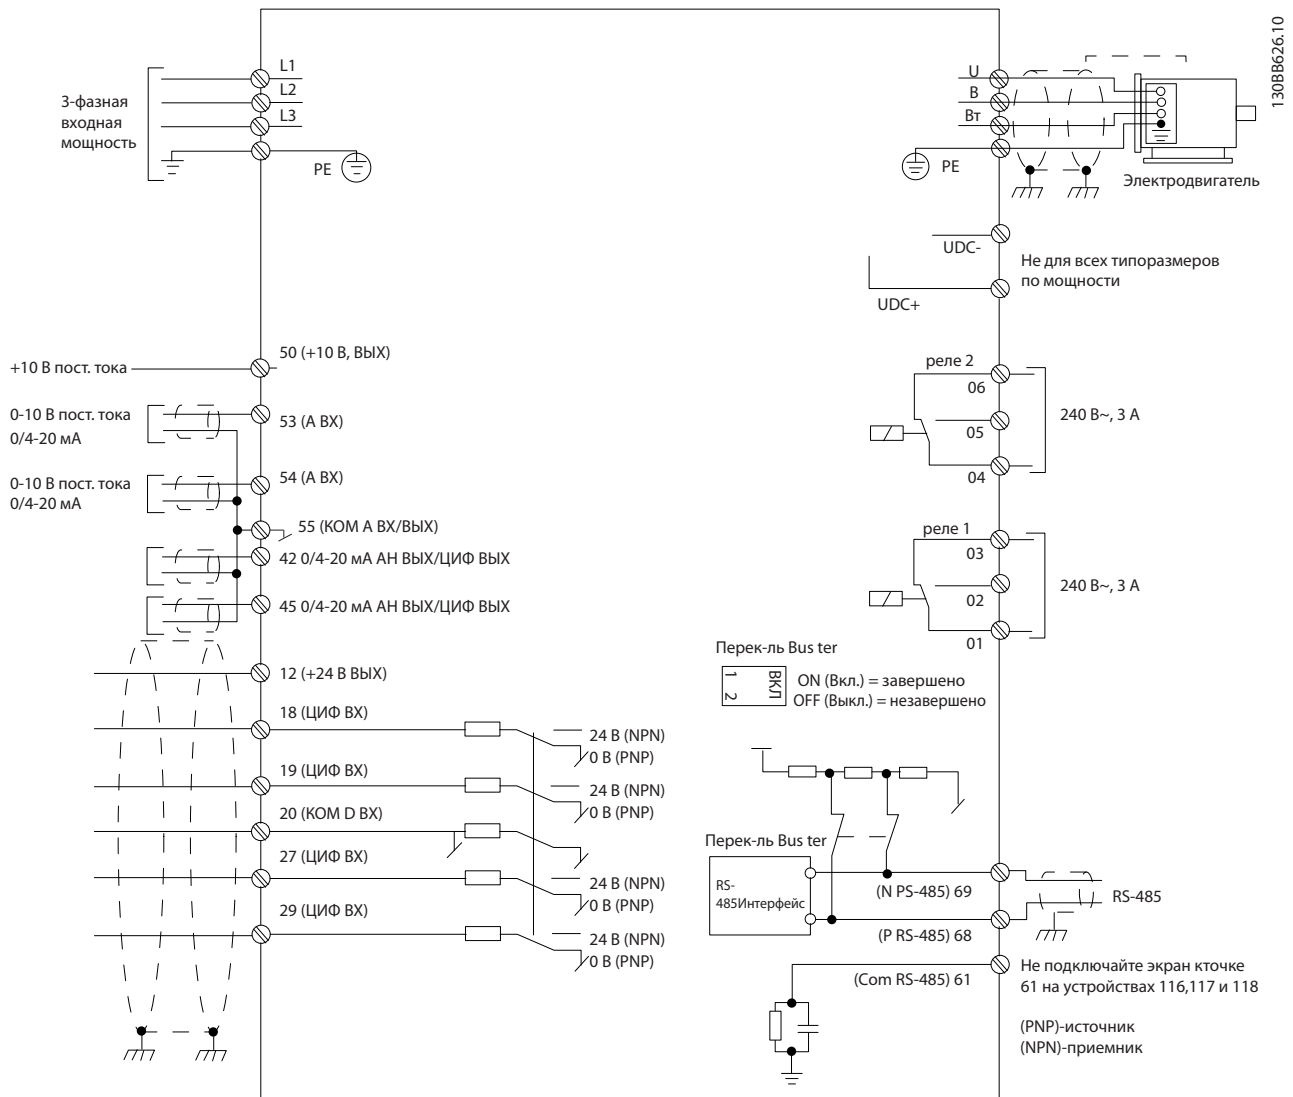 130BB626.10
3-фазная
входная
мощность
L1
L2
L3
PE
U
В
Вт
PE
Электродвигатель
UDC-
UDC+
Не для всех типоразмеров
по мощности
+10 В пост. тока
50 (+10 В, ВЫХ)
0-10 В пост. тока
0/4-20 мА
53 (А ВХ)
0-10 В пост. тока
0/4-20 мА
54 (А ВХ)
55 (КОМ А ВХ/ВЫХ)
42 0/4-20 мА АН ВЫХ/ЦИФ ВЫХ
45 0/4-20 мА АН ВЫХ/ЦИФ ВЫХ
12 (+24 В ВЫХ)
18 (ЦИФ ВХ)
24 В (NPN)
0 В (PNP)
19 (ЦИФ ВХ)
24 В (NPN)
0 В (PNP)
20 (КОМ D ВХ)
27 (ЦИФ ВХ)
24 В (NPN)
0 В (PNP)
29 (ЦИФ ВХ)
24 В (NPN)
0 В (PNP)
реле 2
06
05
04
240 В~, 3 А
реле 1
03
02
01
240 В~, 3 А
Перек-ль Bus ter
1
2
ВКЛ
ON (Вкл.) = завершено
OFF (Выкл.) = незавершено
Перек-ль Bus ter
RS-
485Интерфейс
(N PS-485) 69
RS-485
(P RS-485) 68
(Com RS-485) 61
Не подключайте экран кточке
61 на устройствах 116,117 и 118
(PNP)-источник
(NPN)-приемник